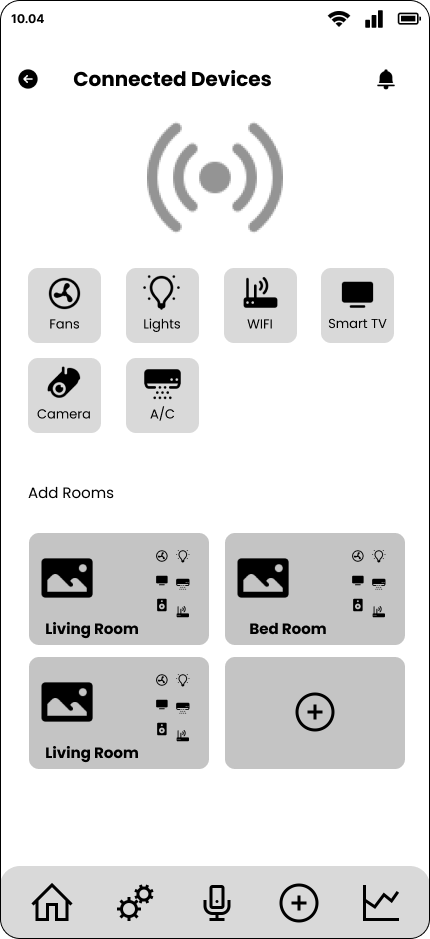 10.04
Connected Devices
Fans
Lights
WIFI
Smart TV
Camera
A/C
Add Rooms
Living Room
Bed Room
Living Room